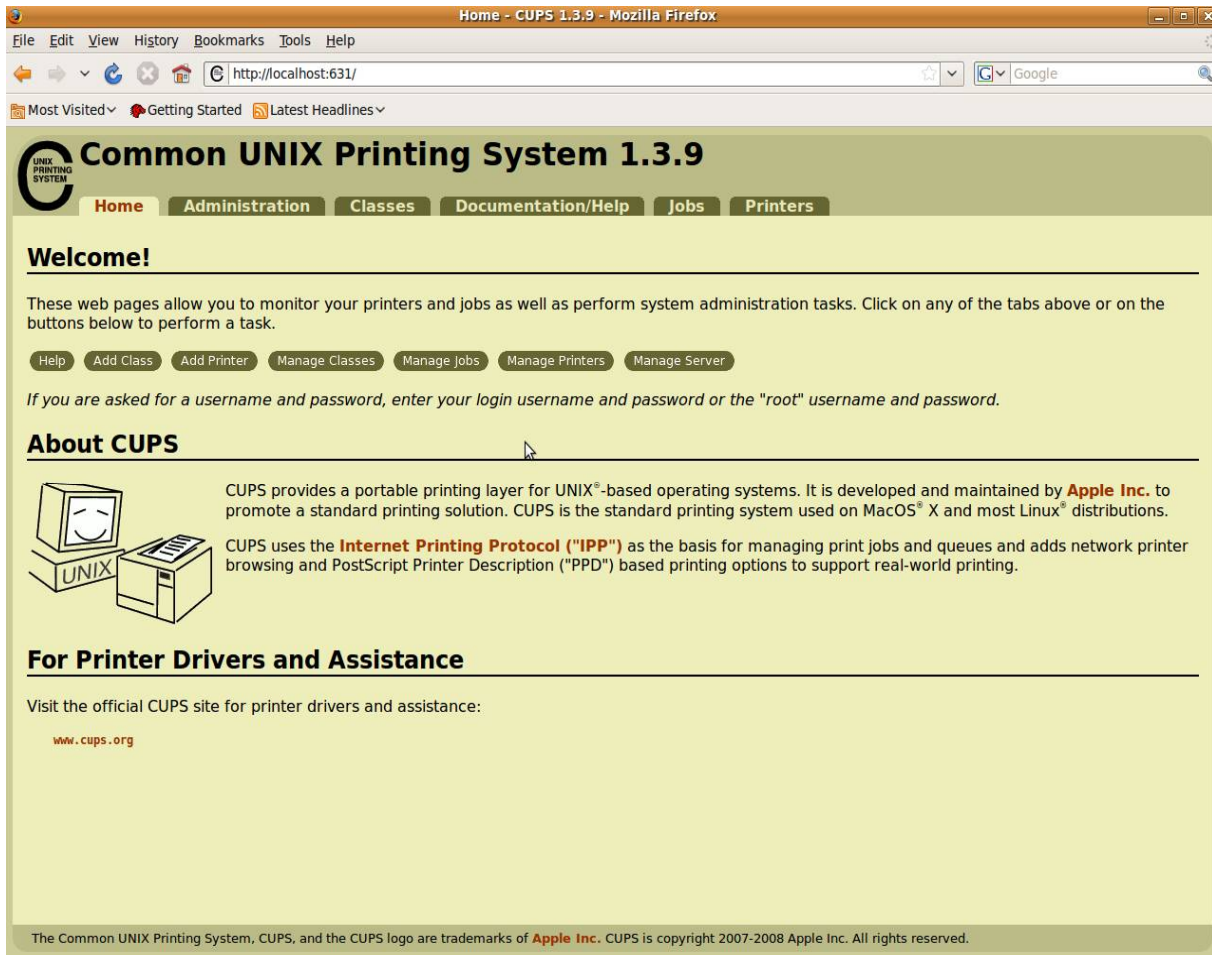 Home - CUPS 1.3.9 - Mozilla Firefox
File Edit View History Bookmarks Tools Help
http://localhost:631/
Google
Most Visited Getting Started Latest Headlines
UNIX
PRINTING
SYSTEM
Common UNIX Printing System 1.3.9
Home Administration Classes Documentation/Help Jobs Printers
Welcome!
These web pages allow you to monitor your printers and jobs as well as perform system administration tasks. Click on any of the tabs above or on the
buttons below to perform a task.
Help Add Class Add Printer Manage Classes Manage Jobs Manage Printers Manage Server
If you are asked for a username and password, enter your login username and password or the "root" username and password.
About CUPS
UNIX
CUPS provides a portable printing layer for UNIX®-based operating systems. It is developed and maintained by Apple Inc. to
promote a standard printing solution. CUPS is the standard printing system used on MacOS® X and most Linux® distributions.
CUPS uses the Internet Printing Protocol ("IPP") as the basis for managing print jobs and queues and adds network printer
browsing and PostScript Printer Description ("PPD") based printing options to support real-world printing.
For Printer Drivers and Assistance
Visit the official CUPS site for printer drivers and assistance:
www.cups.org
The Common UNIX Printing System, CUPS, and the CUPS logo are trademarks of Apple Inc. CUPS is copyright 2007-2008 Apple Inc. All rights reserved.